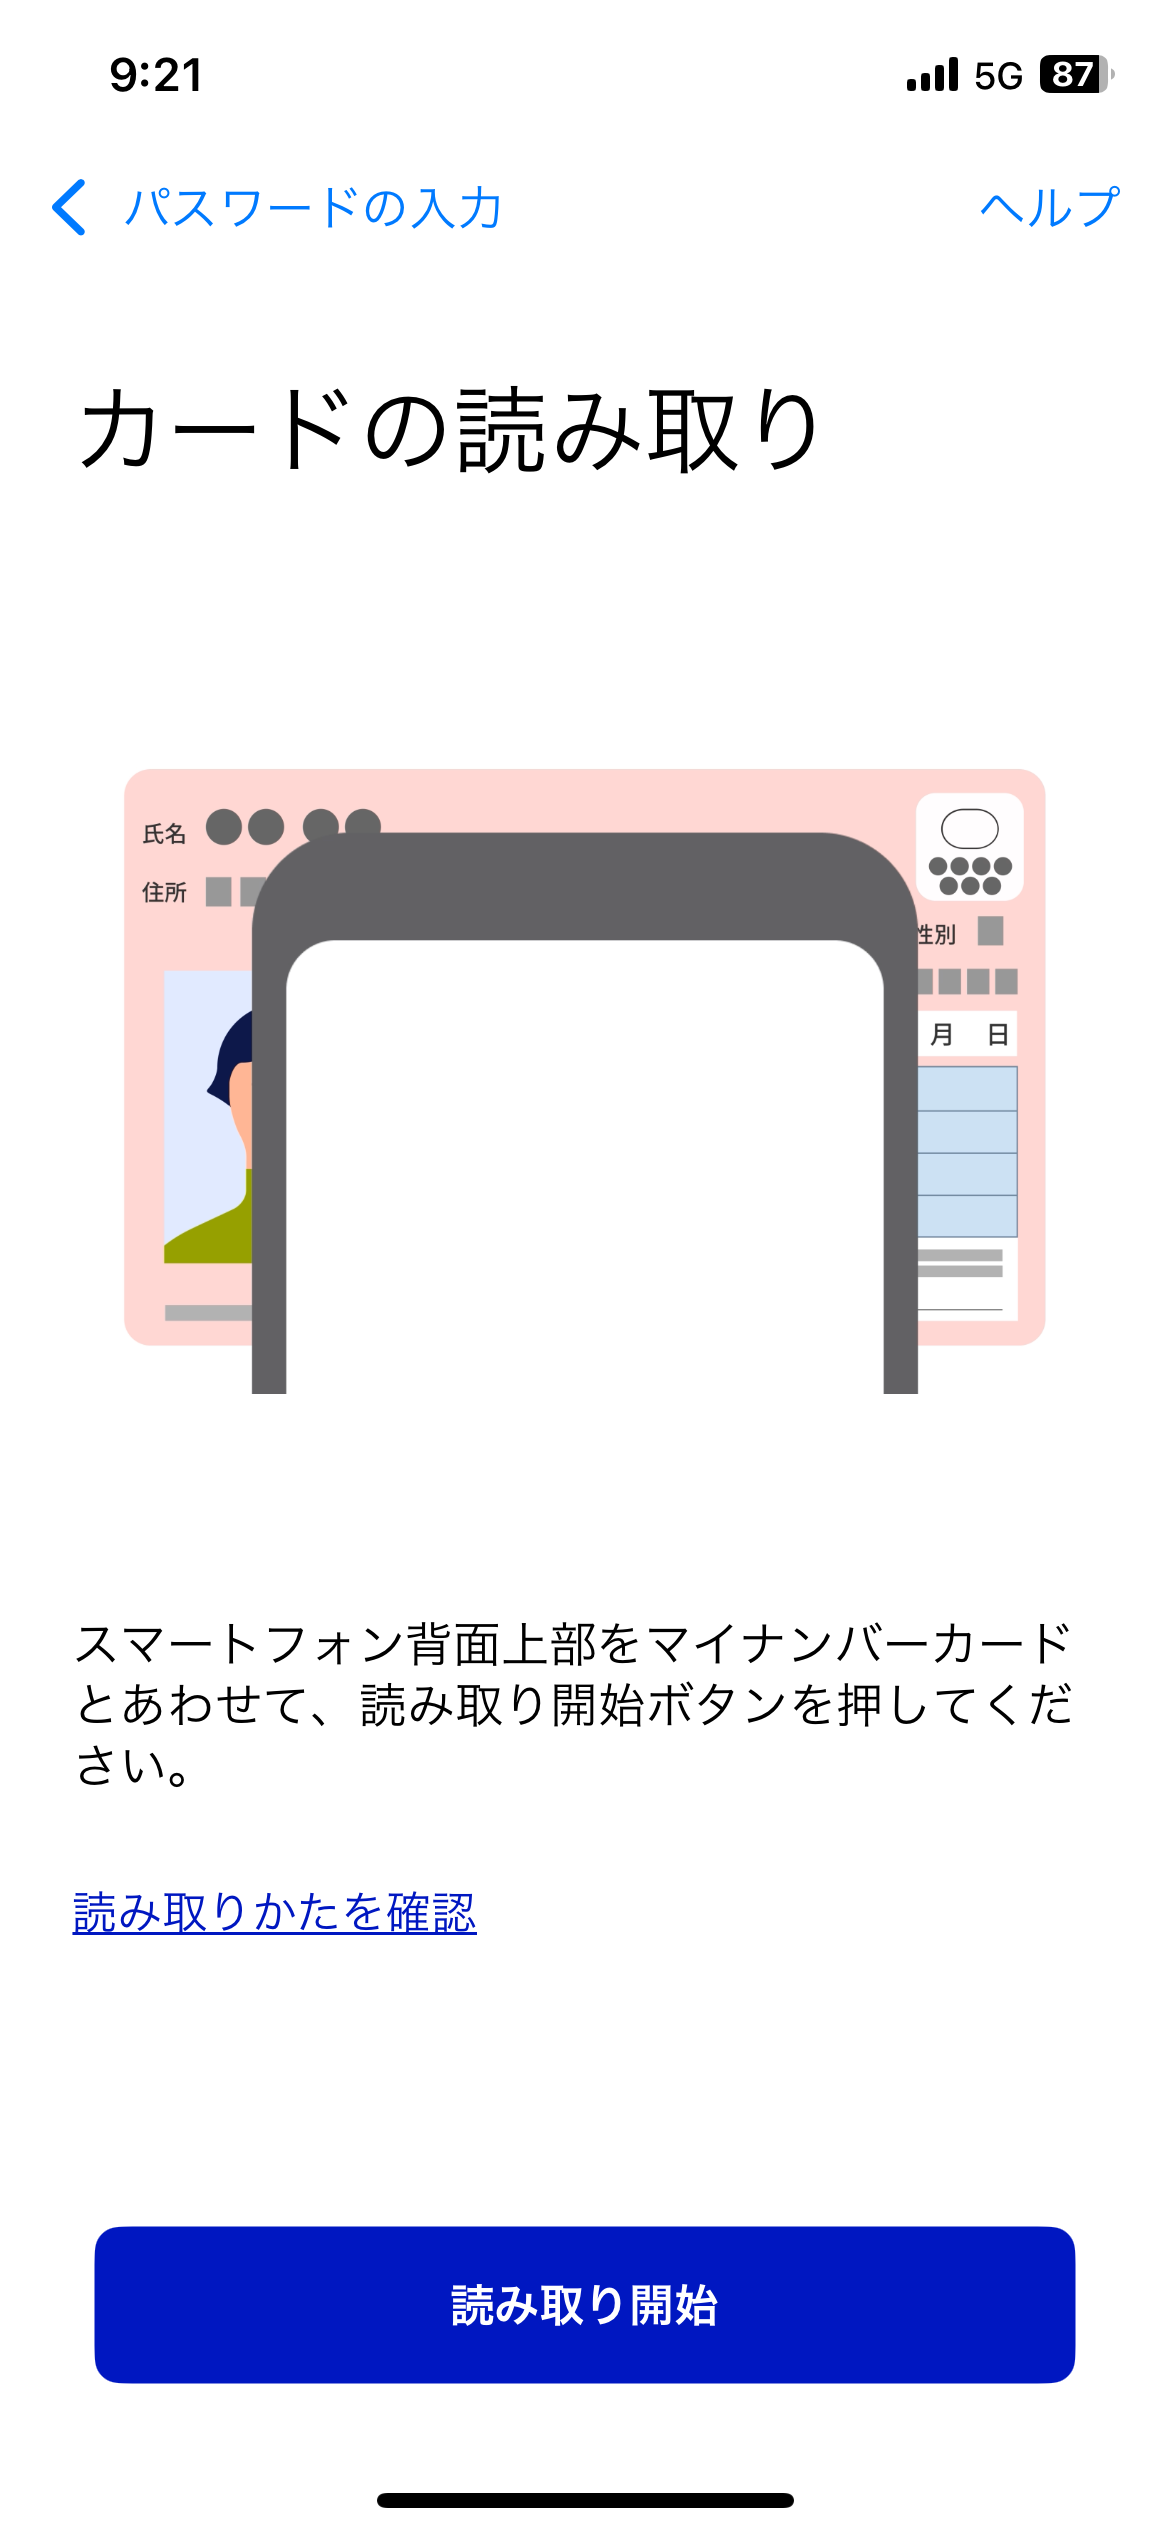 9:21 5G 87
パスワードの入力 ヘルプ
カードの読み取り
氏名
住所
性別
月 日
スマートフォン背面上部をマイナンバーカード
とあわせて、読み取り開始ボタンを押してくだ
さい。
読み取りかたを確認
読み取り開始